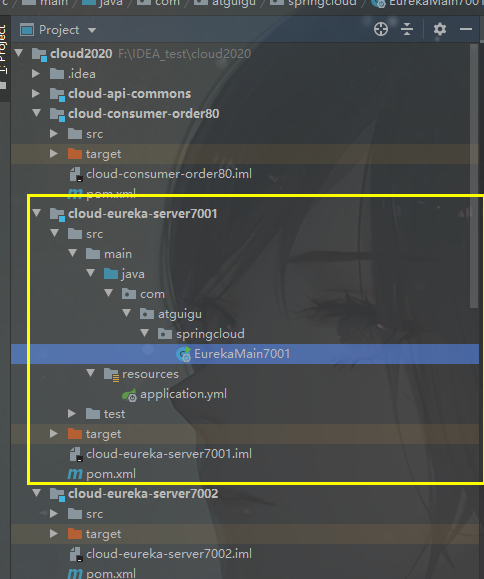 main java com atguigu springcloud EurekaMain7001
1: Project
Project
cloud2020 F:\IDEA_test\cloud2020
.idea
cloud-api-commons
cloud-consumer-order80
src
target
cloud-consumer-order80.iml
pom.xml
cloud-eureka-server7001
src
main
java
com
atguigu
springcloud
EurekaMain7001
resources
application.yml
test
target
cloud-eureka-server7001.iml
pom.xml
cloud-eureka-server7002
src
target
cloud-eureka-server7002.iml
pom.xml